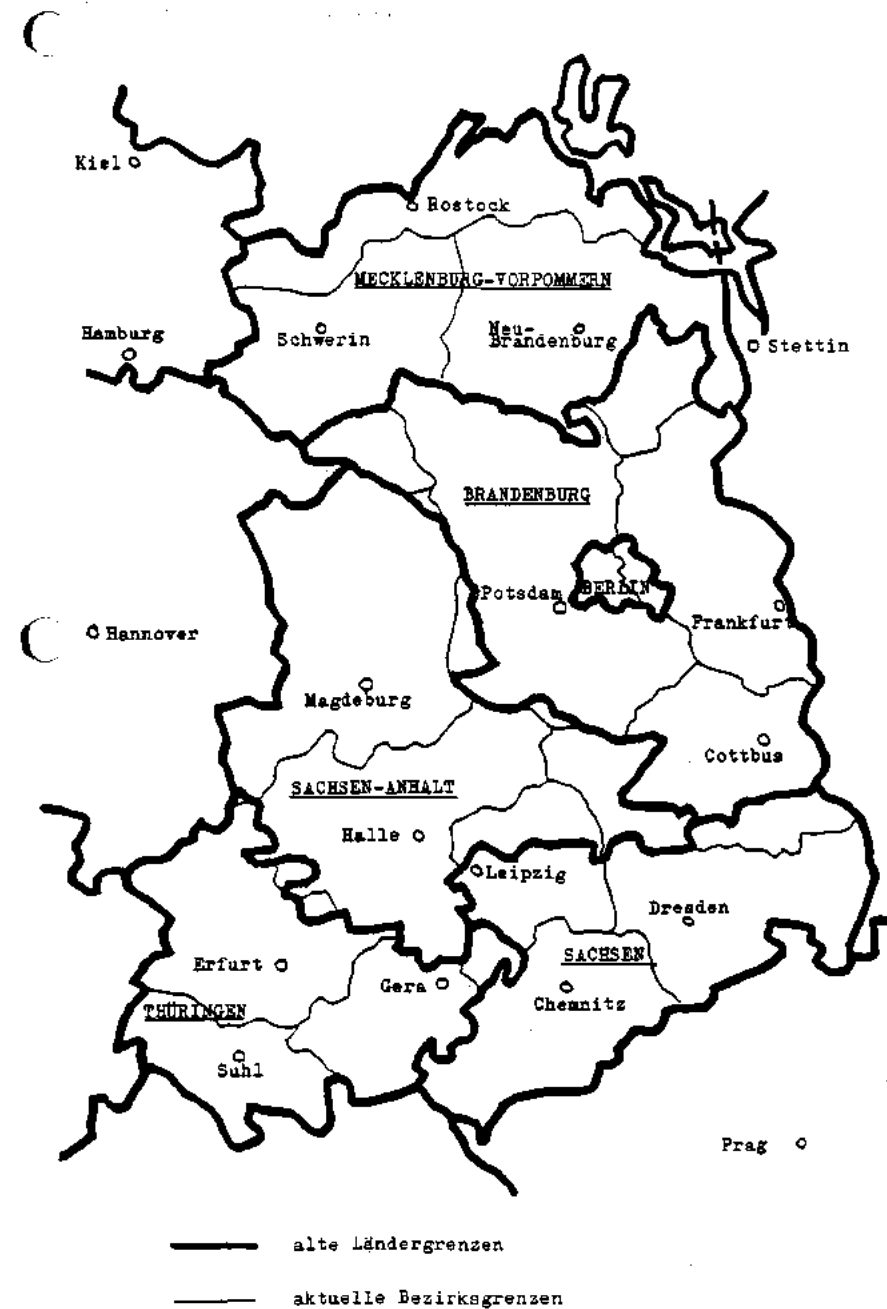 Kiel
Rostock
MECKLENBURG-VORPOMMERN
Hamburg
Schwerin
Neu-
Brandenburg
Stettin
BRANDENBURG
Potsdam
BERLIN
Hannover
Frankfurt
Magdeburg
Cottbus
SACHSEN-ANHALT
Halle
Leipzig
Dresden
Erfurt
SACHSEN
Gera
Chemnitz
THÜRINGEN
Suhl
Prag
alte Ländergrenzen
aktuelle Bezirksgrenzen